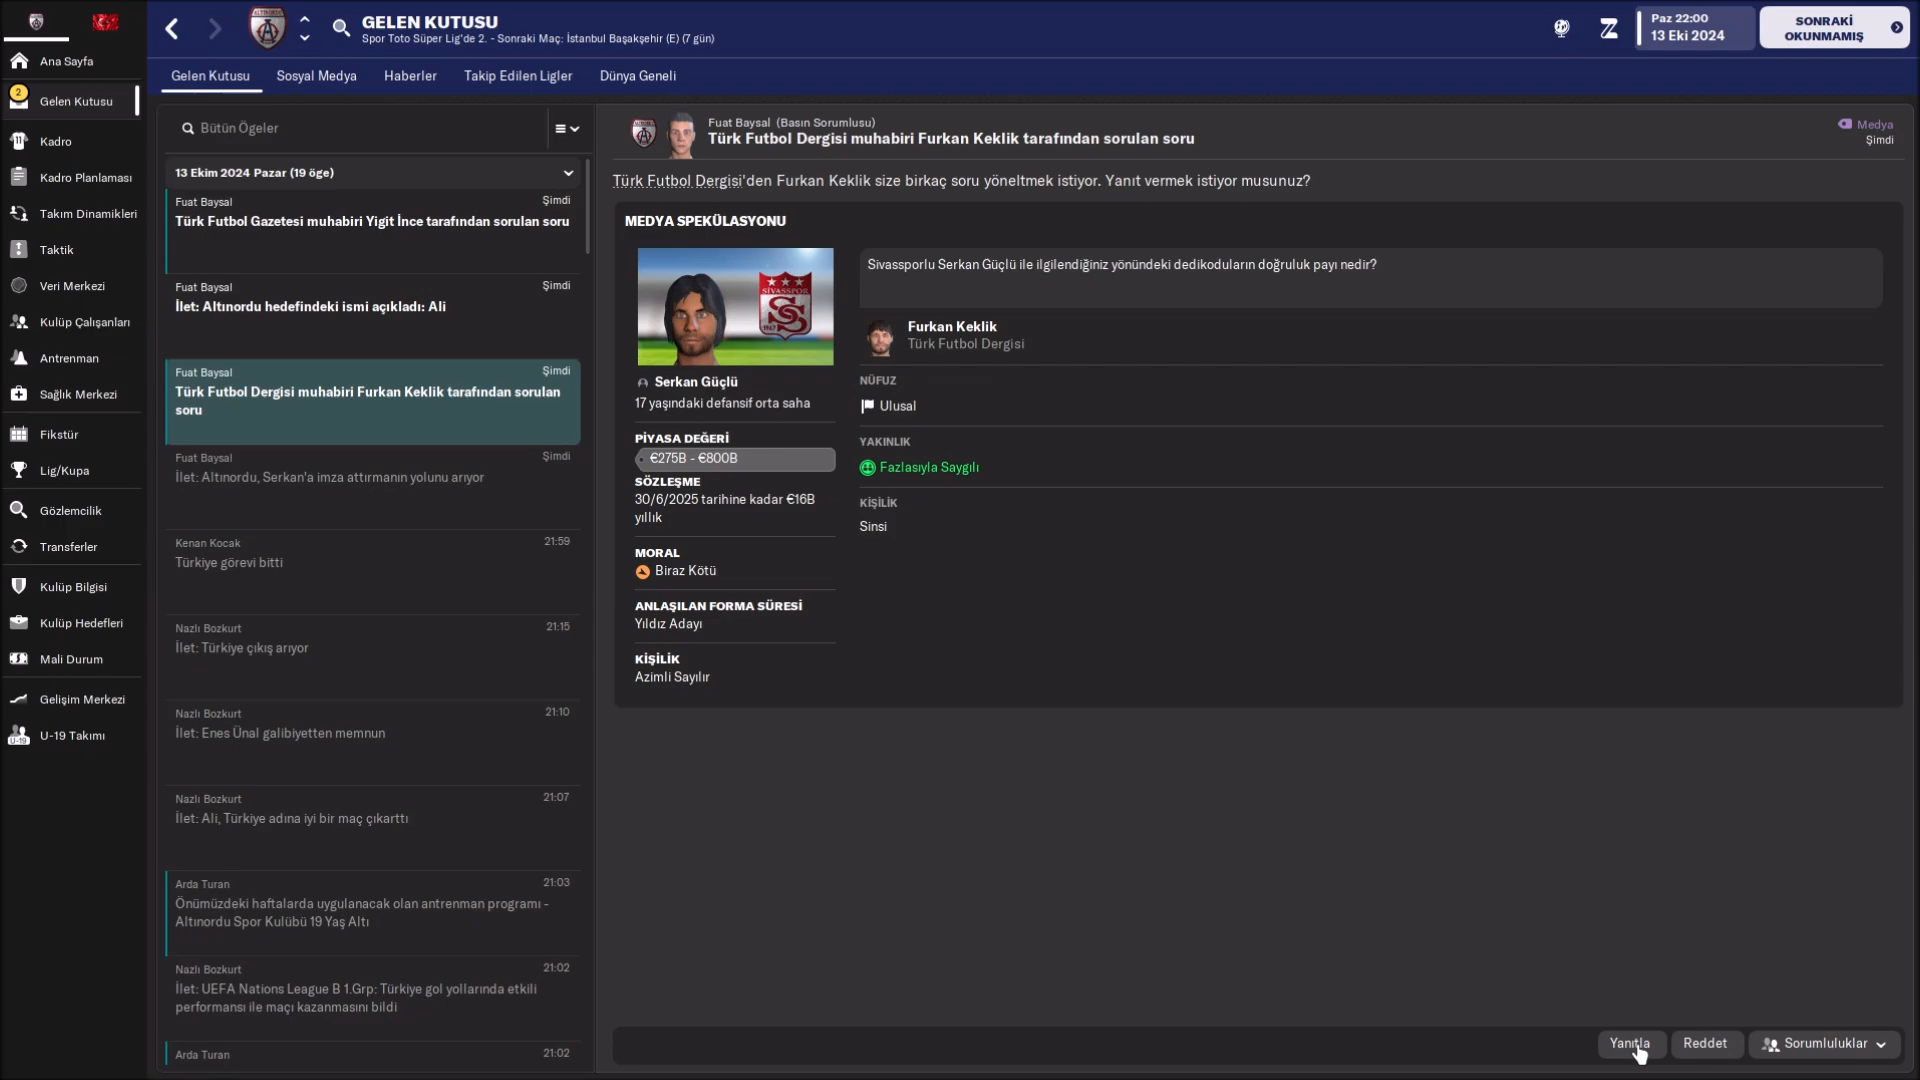 GELEN KUTUSU
Spor Toto Süper Lig'de 2. - Sonraki Maç: İstanbul Başakşehir (E) (7 gün)
Paz 22:00
13 Eki 2024
SONRAKİ
OKUNMAMIŞ
Gelen Kutusu
Sosyal Medya
Haberler
Takip Edilen Ligler
Dünya Geneli
Ana Sayfa
2
Gelen Kutusu
Kadro
Kadro Planlaması
Takım Dinamikleri
Taktik
Veri Merkezi
Kulüp Çalışanları
Antrenman
Sağlık Merkezi
Fikstür
Lig/Kupa
Gözlemcilik
Transferler
Kulüp Bilgisi
Kulüp Hedefleri
Mali Durum
Gelişim Merkezi
U-19 Takımı
Bütün Ögeler
13 Ekim 2024 Pazar (19 öge)
Fuat Baysal
Şimdi
Türk Futbol Gazetesi muhabiri Yigit İnce tarafından sorulan soru
Fuat Baysal
Şimdi
İlet: Altınordu hedefindeki ismi açıkladı: Ali
Fuat Baysal
Şimdi
Türk Futbol Dergisi muhabiri Furkan Keklik tarafından sorulan
soru
Fuat Baysal
Şimdi
İlet: Altınordu, Serkan'a imza attırmanın yolunu arıyor
Kenan Kocak
21:59
Türkiye görevi bitti
Nazlı Bozkurt
21:15
İlet: Türkiye çıkış arıyor
Nazlı Bozkurt
21:10
İlet: Enes Ünal galibiyetten memnun
Nazlı Bozkurt
21:07
İlet: Ali, Türkiye adına iyi bir maç çıkarttı
Arda Turan
21:03
Önümüzdeki haftalarda uygulanacak olan antrenman programı -
Altınordu Spor Kulübü 19 Yaş Altı
Nazlı Bozkurt
21:02
İlet: UEFA Nations League B 1.Grp: Türkiye gol yollarında etkili
performansı ile maçı kazanmasını bildi
Arda Turan
21:02
Fuat Baysal (Basın Sorumlusu)
Türk Futbol Dergisi muhabiri Furkan Keklik tarafından sorulan soru
Medya
Şimdi
Türk Futbol Dergisi'den Furkan Keklik size birkaç soru yöneltmek istiyor. Yanıt vermek istiyor musunuz?
MEDYA SPEKÜLASYONU
SİVASSPOR
1967
Serkan Güçlü
17 yaşındaki defansif orta saha
PİYASA DEĞERİ
€275B - €800B
SÖZLEŞME
30/6/2025 tarihine kadar €16B
yıllık
MORAL
Biraz Kötü
ANLAŞILAN FORMA SÜRESİ
Yıldız Adayı
KİŞİLİK
Azimli Sayılır
Sivassporlu Serkan Güçlü ile ilgilendiğiniz yönündeki dedikoduların doğruluk payı nedir?
Furkan Keklik
Türk Futbol Dergisi
NÜFUZ
Ulusal
YAKINLIK
Fazlasıyla Saygılı
KİŞİLİK
Sinsi
Yanıtla
Reddet
Sorumluluklar